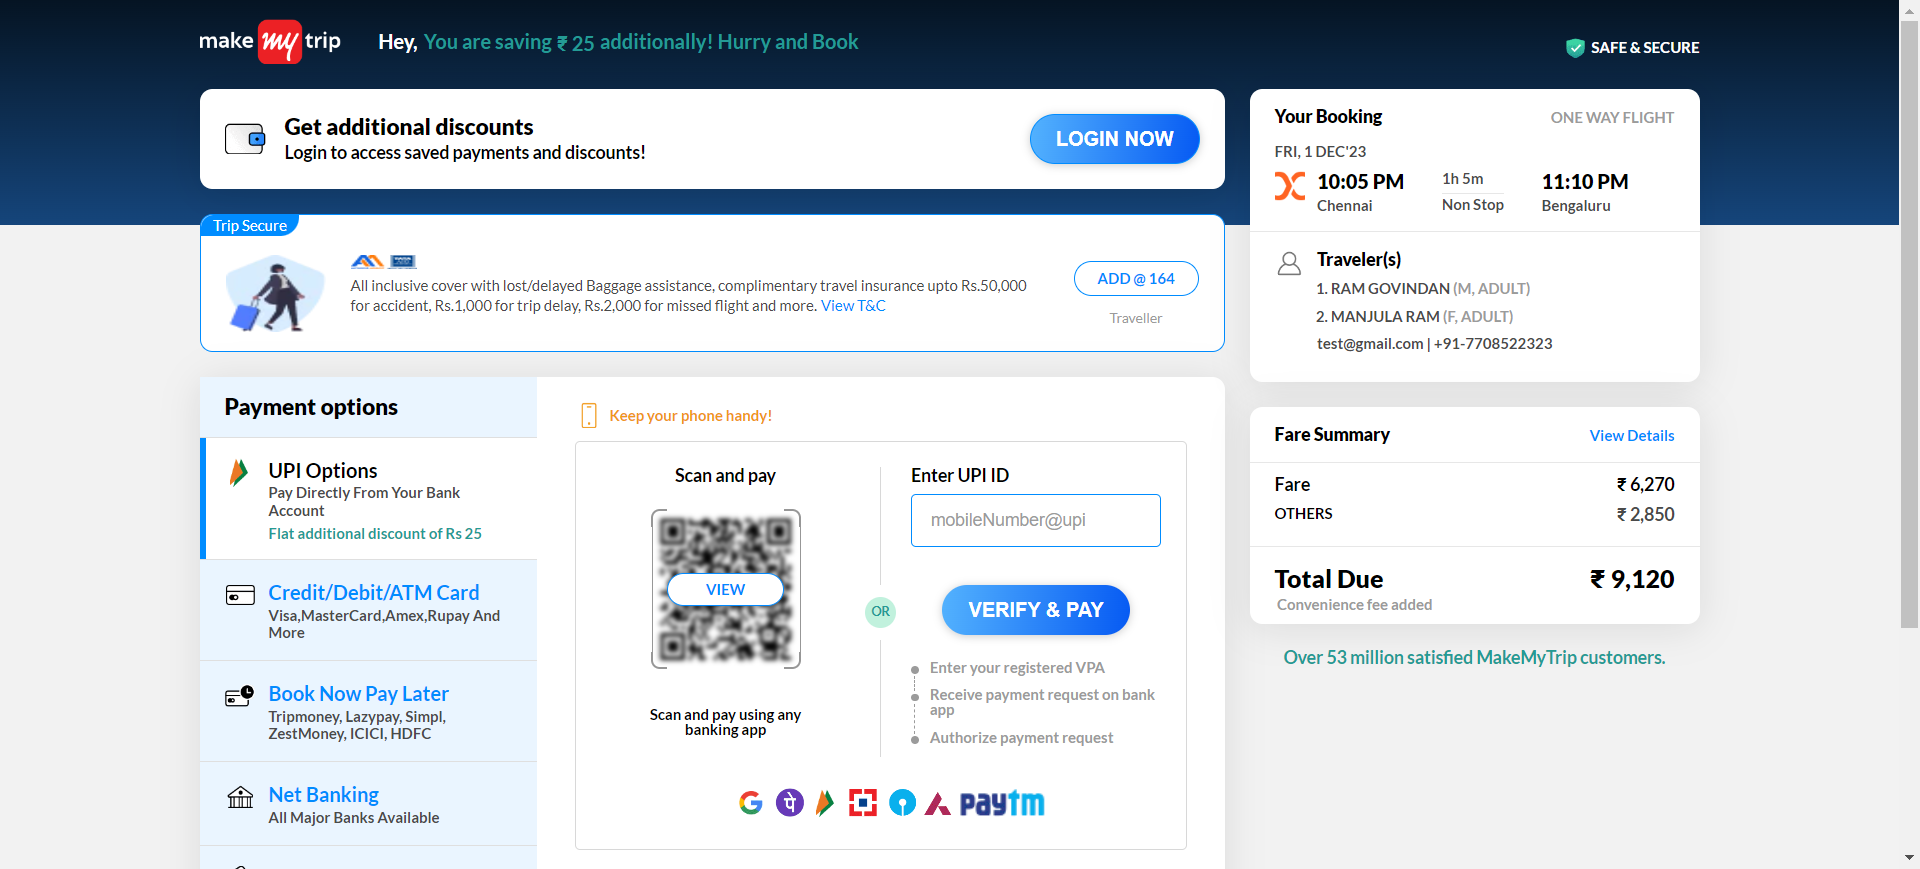 make my trip
Hey, You are saving ₹ 25 additionally! Hurry and Book
SAFE & SECURE
Get additional discounts
Login to access saved payments and discounts!
LOGIN NOW
Trip Secure
All inclusive cover with lost/delayed Baggage assistance, complimentary travel insurance upto Rs.50,000
for accident, Rs.1,000 for trip delay, Rs.2,000 for missed flight and more. View T&C
ADD @ 164
Traveller
Payment options
UPI Options
Pay Directly From Your Bank
Account
Flat additional discount of Rs 25
Credit/Debit/ATM Card
Visa,MasterCard,Amex,Rupay And
More
Book Now Pay Later
Tripmoney, Lazypay, Simpl,
ZestMoney, ICICI, HDFC
Net Banking
All Major Banks Available
Keep your phone handy!
Scan and pay
VIEW
Scan and pay using any
banking app
OR
Enter UPI ID
mobileNumber@upi
VERIFY & PAY
Enter your registered VPA
Receive payment request on bank
app
Authorize payment request
G पे paytm
Your Booking
ONE WAY FLIGHT
FRI, 1 DEC'23
10:05 PM 1h 5m 11:10 PM
Chennai Non Stop Bengaluru
Traveler(s)
1. RAM GOVINDAN (M, ADULT)
2. MANJULA RAM (F, ADULT)
test@gmail.com | +91-7708522323
Fare Summary View Details
Fare ₹ 6,270
OTHERS ₹ 2,850
Total Due ₹ 9,120
Convenience fee added
Over 53 million satisfied MakeMyTrip customers.